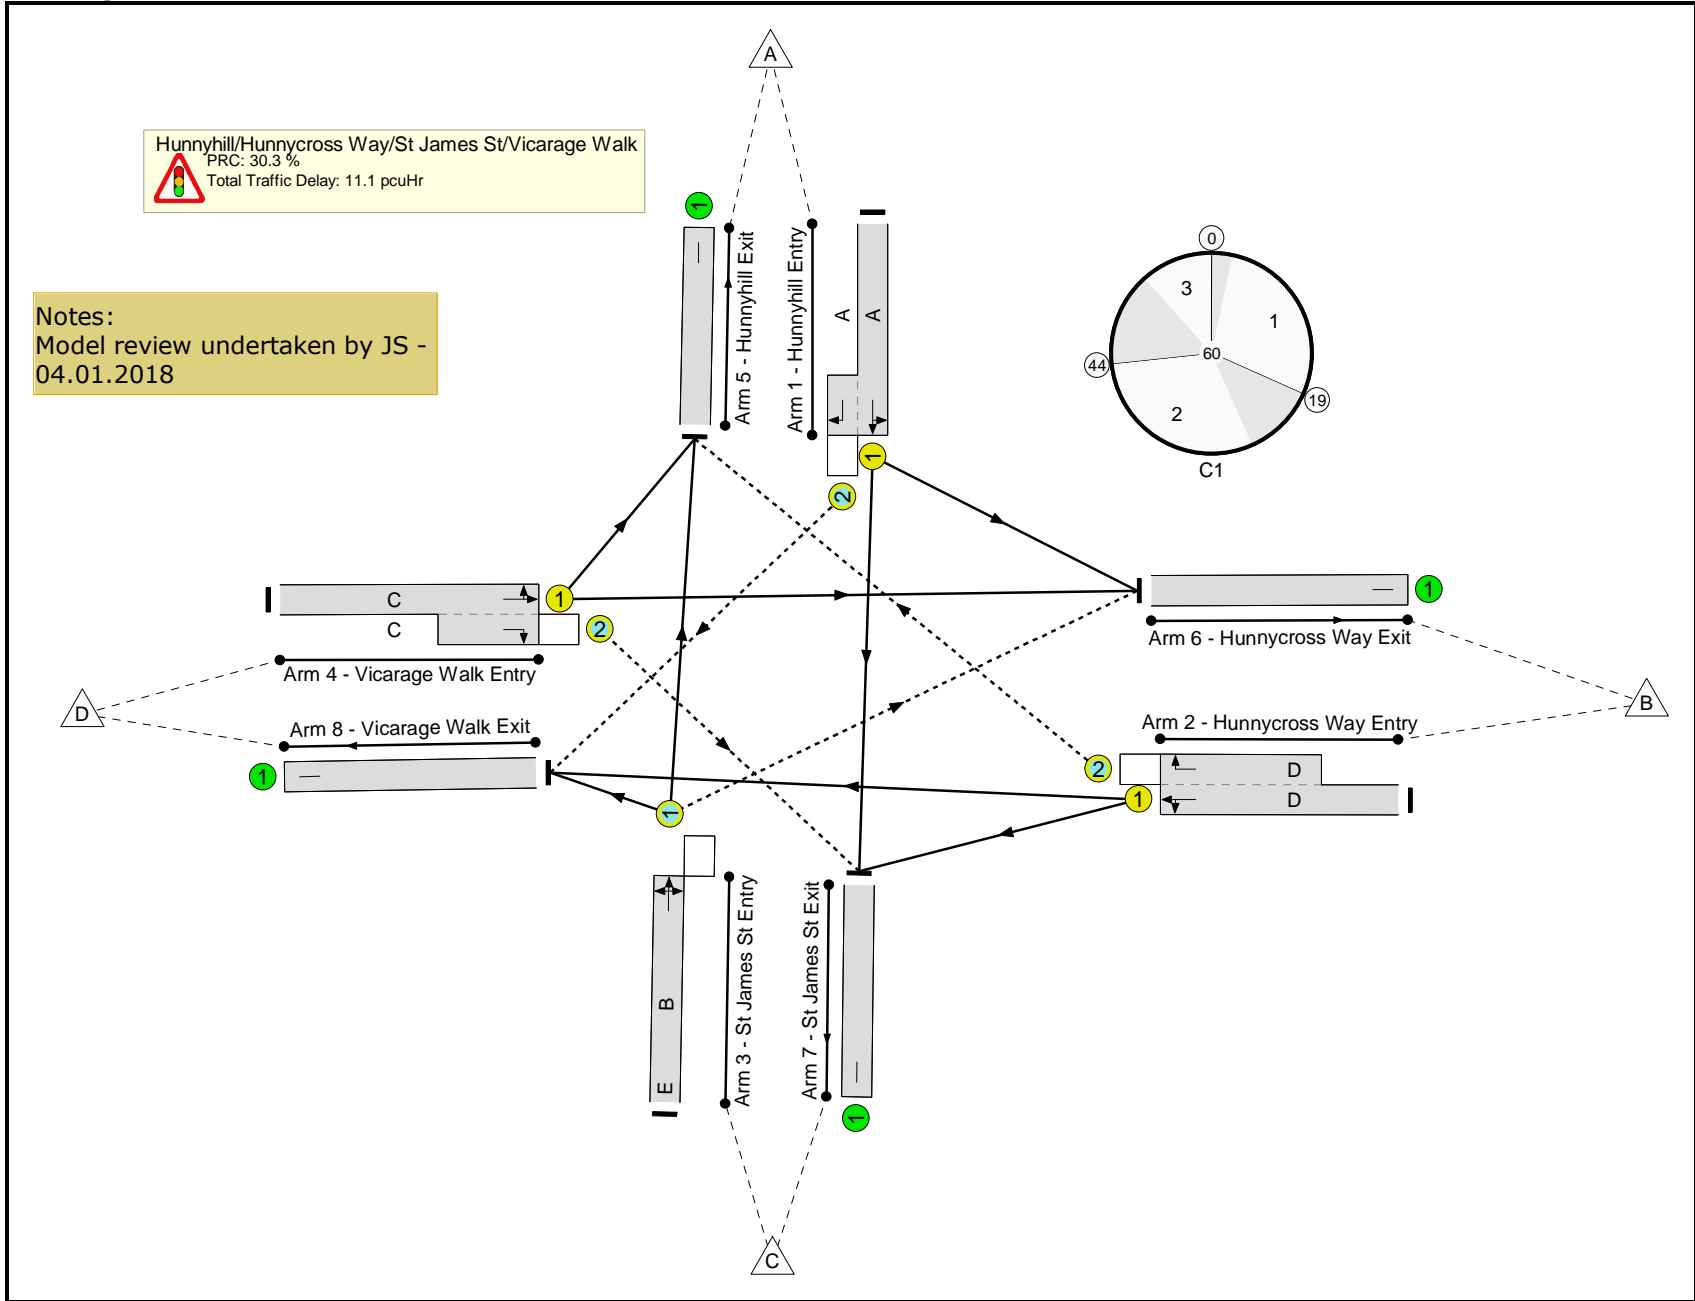 A
Hunnyhill/Hunnycross Way/St James St/Vicarage Walk
PRC: 30.3 %
Total Traffic Delay: 11.1 pcuHr
Notes:
Model review undertaken by JS -
04.01.2018
1
Arm 5 - Hunnyhill Exit
Arm 1 - Hunnyhill Entry
A
A
1
2
0
3
1
60
44
19
2
C1
C
C
1
2
Arm 4 - Vicarage Walk Entry
1
Arm 6 - Hunnycross Way Exit
D
B
Arm 8 - Vicarage Walk Exit
1
Arm 2 - Hunnycross Way Entry
2
D
1
D
1
B
E
Arm 3 - St James St Entry
Arm 7 - St James St Exit
1
C